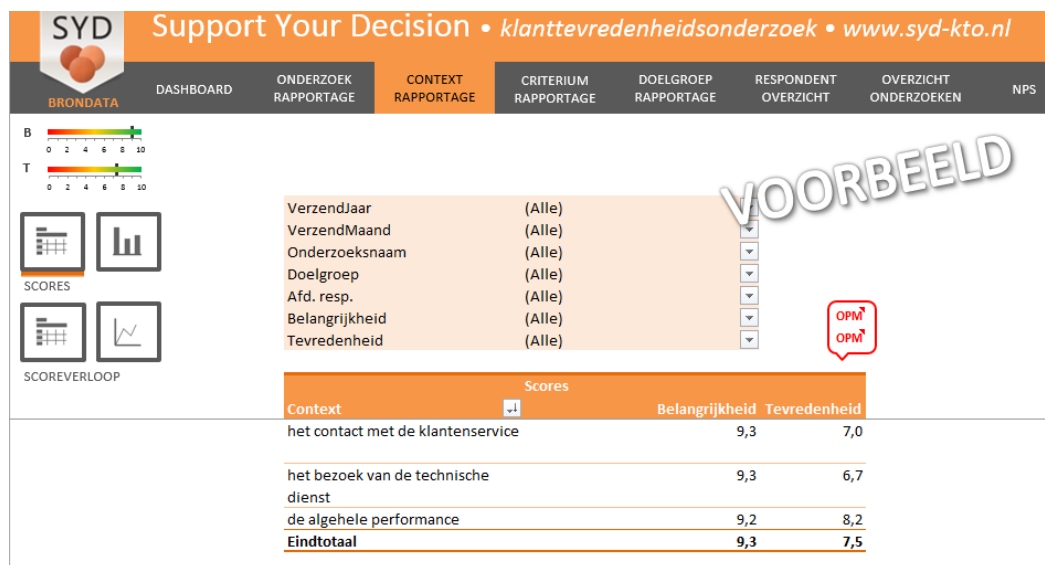 SYD
Support Your Decision • klanttevredenheidsonderzoek • www.syd-kto.nl
BRONDATA
DASHBOARD
ONDERZOEK
RAPPORTAGE
CONTEXT
RAPPORTAGE
CRITERIUM
RAPPORTAGE
DOELGROEP
RAPPORTAGE
RESPONDENT
OVERZICHT
OVERZICHT
ONDERZOEKEN
NPS
B
0 2 4 6 8 10
T
0 2 4 6 8 10
VOORBEELD
SCORES
SCOREVERLOOP
VerzendJaar (Alle)
VerzendMaand (Alle)
Onderzoeksnaam (Alle)
Doelgroep (Alle)
Afd. resp. (Alle)
Belangrijkheid (Alle)
Tevredenheid (Alle)
OPM
OPM
Scores
Context Belangrijkheid Tevredenheid
het contact met de klantenservice 9,3 7,0
het bezoek van de technische 9,3 6,7
dienst
de algehele performance 9,2 8,2
Eindtotaal 9,3 7,5